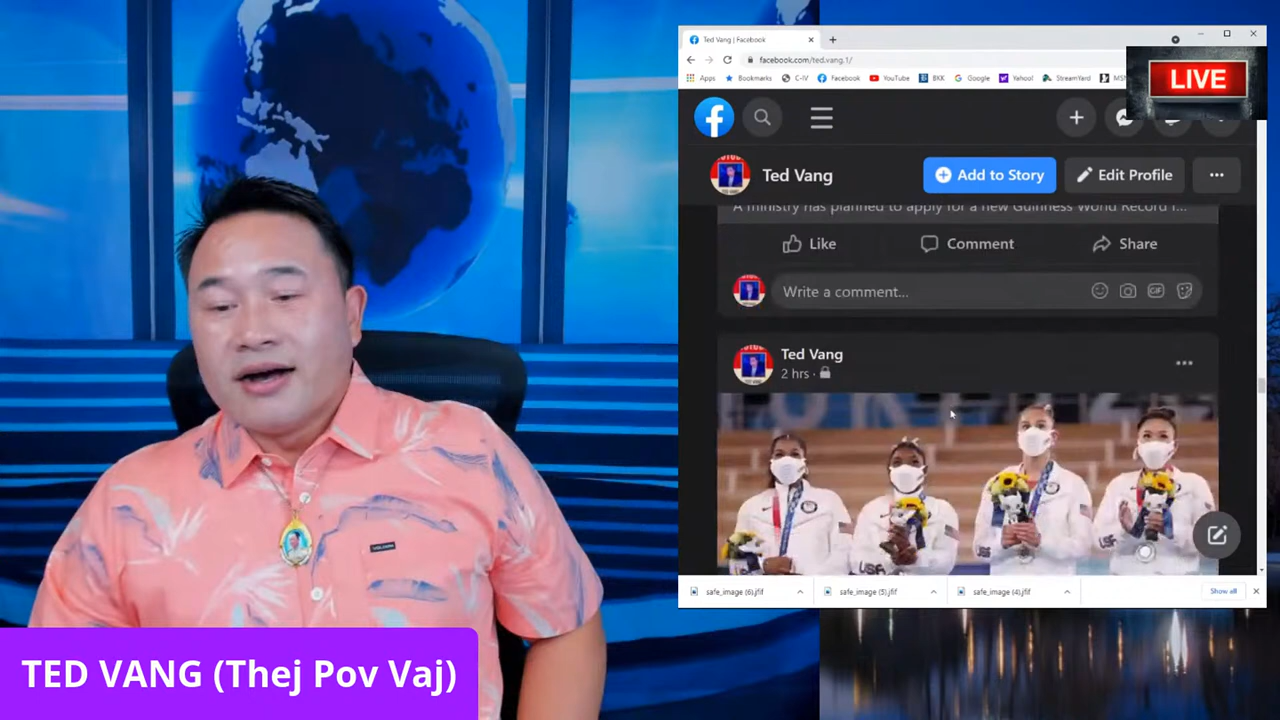 Ted Vang | Facebook
facebook.com/ted.vang.1/
Apps Bookmarks C-IV Facebook YouTube BKK Google Yahoo! StreamYard
LIVE
Ted Vang
Add to Story
Edit Profile
A ministry has planned to apply for a new Guinness World Record
Like Comment Share
Write a comment...
GIF
Ted Vang
2 hrs
USA
safe_image (6).jfif safe_image (5).jfif safe_image (4).jfif Show all
TED VANG (Thej Pov Vaj)